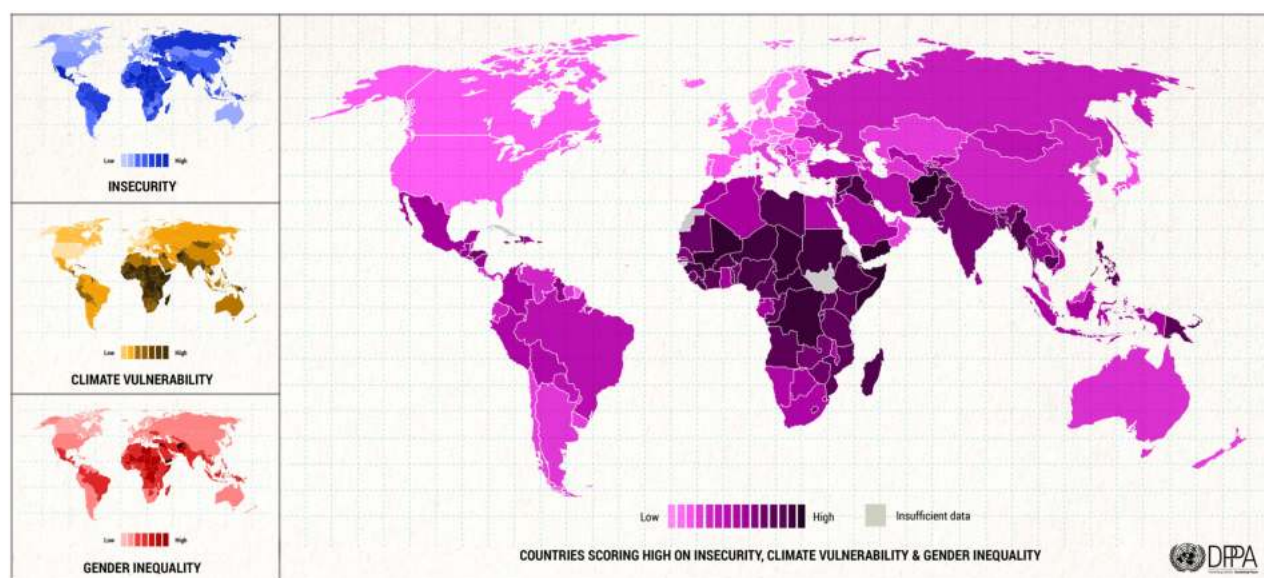 Low High
INSECURITY
Low High
CLIMATE VULNERABILITY
Low High
GENDER INEQUALITY
Low High Insufficient data
COUNTRIES SCORING HIGH ON INSECURITY, CLIMATE VULNERABILITY & GENDER INEQUALITY
DPPA